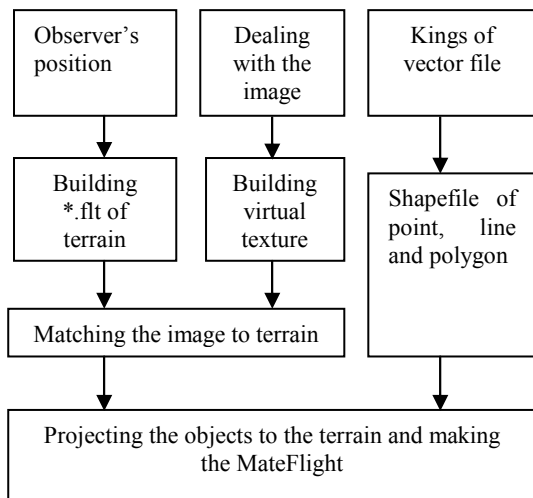 Observer's
position
Dealing
with the
image
Kings of
vector file
Building
*.flt of
terrain
Building
virtual
texture
Shapefile of
point, line
and polygon
Matching the image to terrain
Projecting the objects to the terrain and making
the MateFlight